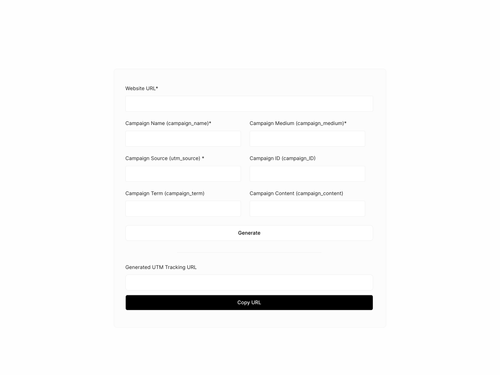 Website URL*
Campaign Name (campaign_name)*
Campaign Medium (campaign_medium)*
Campaign Source (utm_source) *
Campaign ID (campaign_ID)
Campaign Term (campaign_term)
Campaign Content (campaign_content)
Generate
Generated UTM Tracking URL
Copy URL